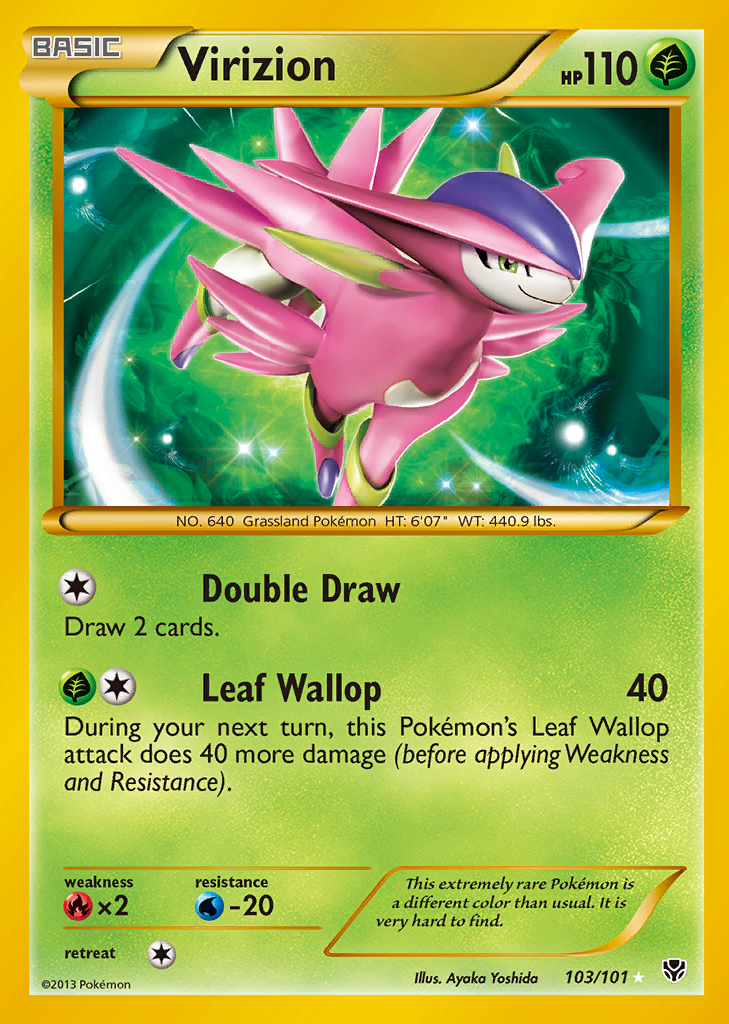 BASIC Virizion HP110
NO. 640 Grassland Pokémon HT: 6'07" WT: 440.9 lbs.
Double Draw
Draw 2 cards.
Leaf Wallop 40
During your next turn, this Pokémon's Leaf Wallop
attack does 40 more damage (before applying Weakness
and Resistance).
weakness resistance
×2 -20
retreat
This extremely rare Pokémon is
a different color than usual. It is
very hard to find.
©2013 Pokémon Illus. Ayaka Yoshida 103/101